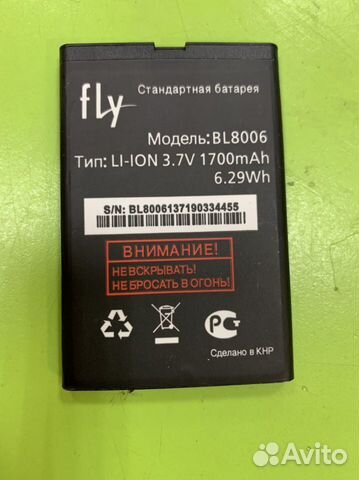 fly
Стандартная батарея
Модель:BL8006
Тип: LI-ION 3.7V 1700mAh
6.29Wh
S/N: BL8006137190334455
ВНИМАНИЕ!
НЕ ВСКРЫВАТЬ!
НЕ БРОСАТЬ В ОГОНЬ!
Сделано в КНР
Avito